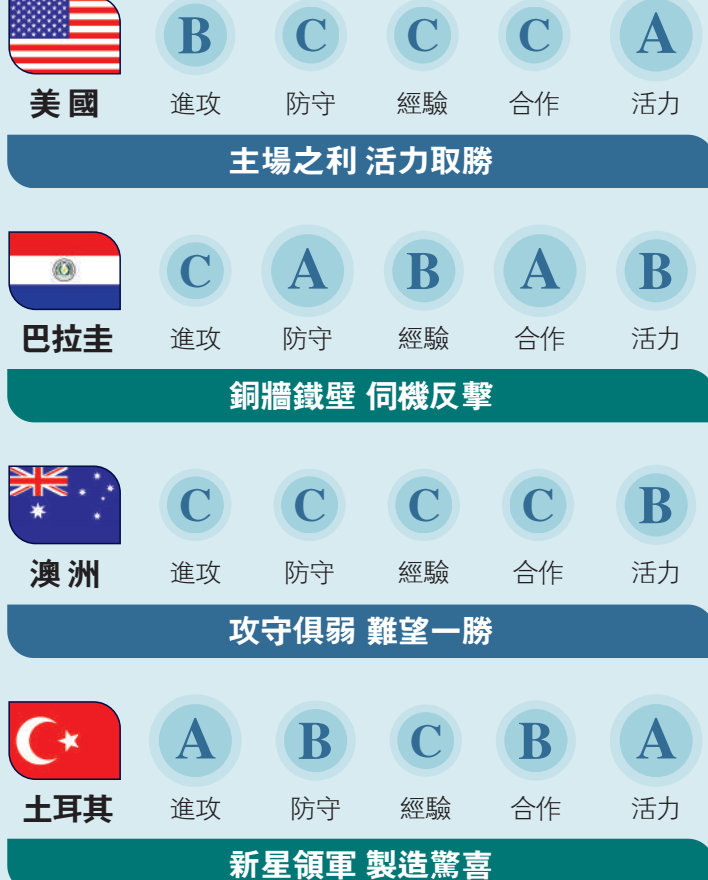 B C C C A
美國 進攻 防守 經驗 合作 活力
主場之利 活力取勝
C A B A B
巴拉圭 進攻 防守 經驗 合作 活力
銅牆鐵壁 伺機反擊
C C C C B
澳洲 進攻 防守 經驗 合作 活力
攻守俱弱 難望一勝
A B C B A
土耳其 進攻 防守 經驗 合作 活力
新星領軍 製造驚喜